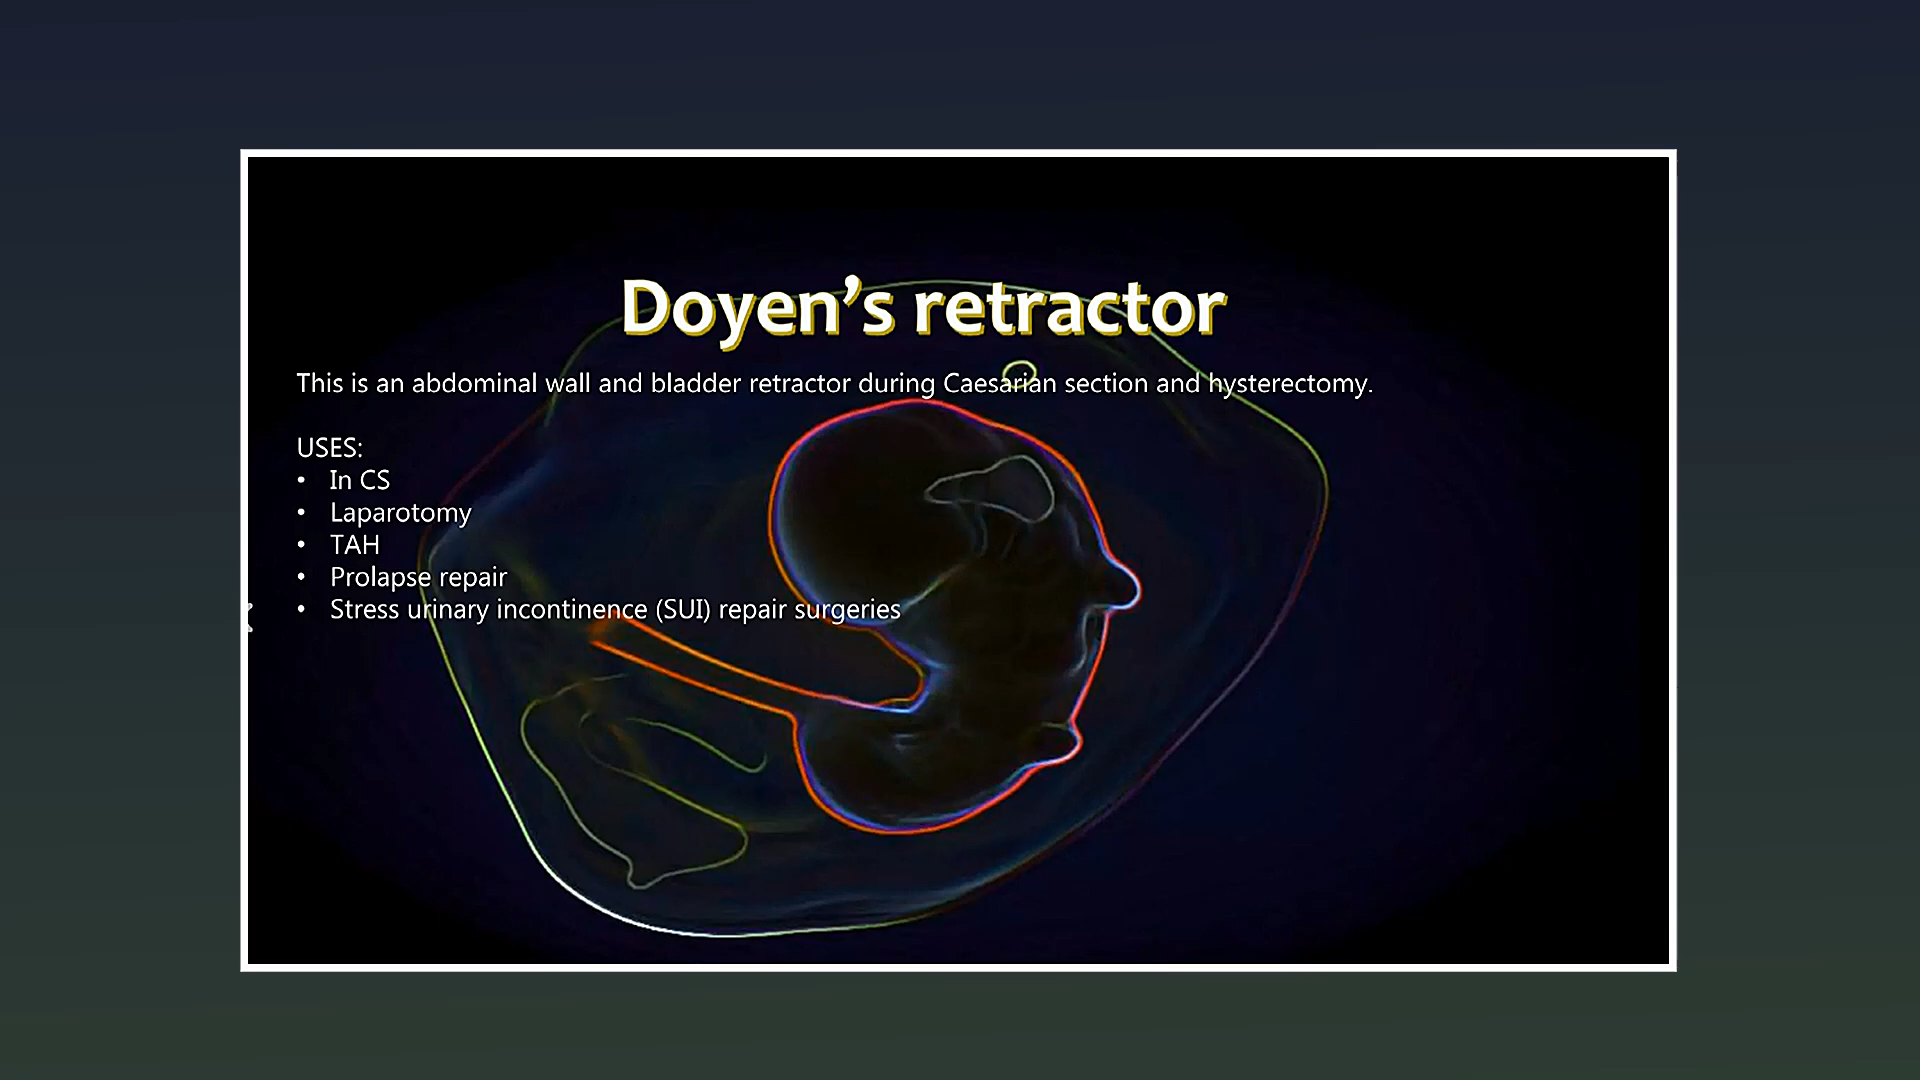 Doyen’s retractor
This is an abdominal wall and bladder retractor during Caesarian section and hysterectomy.
USES:
• In CS
• Laparotomy
• TAH
• Prolapse repair
• Stress urinary incontinence (SUI) repair surgeries